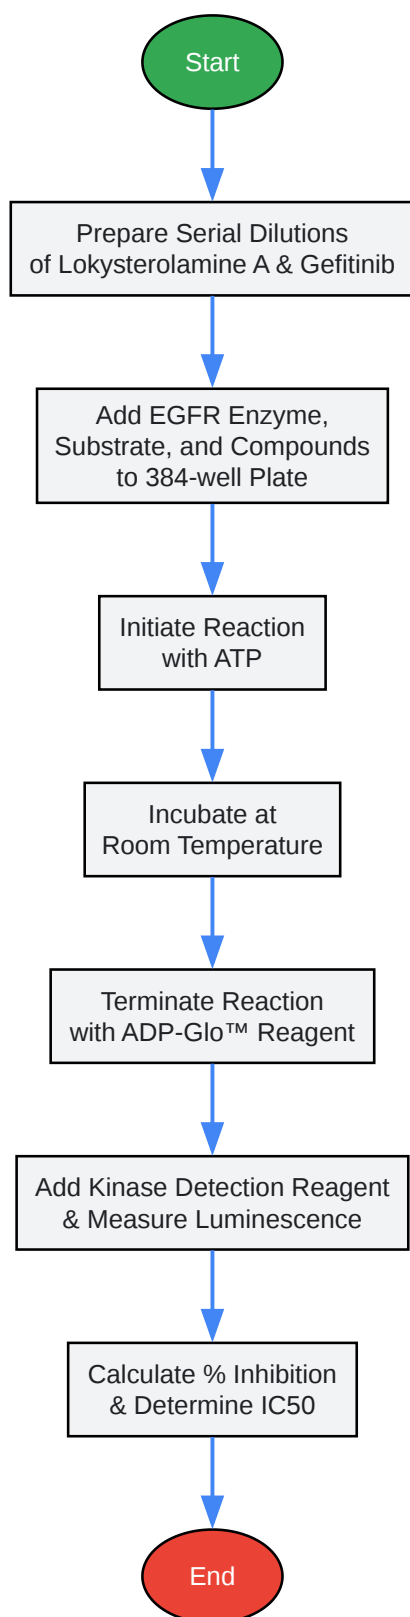 Start
Prepare Serial Dilutions
of Lokysterolamine A & Gefitinib
Add EGFR Enzyme,
Substrate, and Compounds
to 384-well Plate
Initiate Reaction
with ATP
Incubate at
Room Temperature
Terminate Reaction
with ADP-Glo™ Reagent
Add Kinase Detection Reagent
& Measure Luminescence
Calculate % Inhibition
& Determine IC50
End